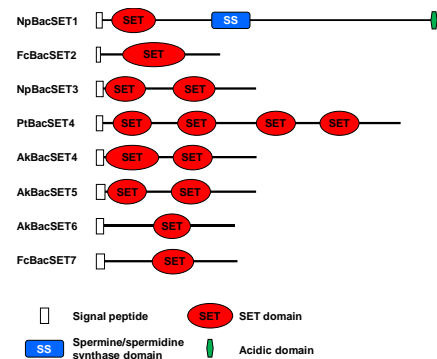 NpBacSET1 SET SS
FcBacSET2 SET
NpBacSET3 SET SET
PtBacSET4 SET SET SET SET
AkBacSET4 SET SET
AkBacSET5 SET SET
AkBacSET6 SET
FcBacSET7 SET
Signal peptide SET SET domain
SS Spermine/spermidine
synthase domain Acidic domain